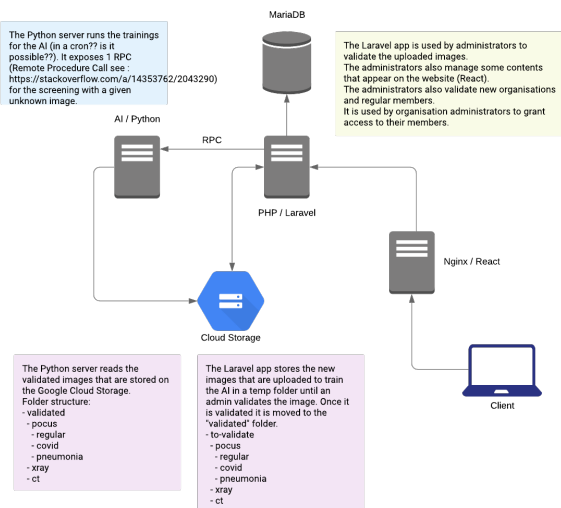 MariaDB
The Python server runs the trainings
for the AI (in a cron?? is it
possible??). It exposes 1 RPC
(Remote Procedure Call see :
https://stackoverflow.com/a/14353762/2043290)
for the screening with a given
unknown image.
The Laravel app is used by administrators to
validate the uploaded images.
The administrators also manage some contents
that appear on the website (React).
The administrators also validate new organisations
and regular members.
It is used by organisation administrators to grant
access to their members.
AI / Python
RPC
PHP / Laravel
Nginx / React
Cloud Storage
Client
The Python server reads the
validated images that are stored on
the Google Cloud Storage.
Folder structure:
- validated
- pocus
- regular
- covid
- pneumonia
- xray
- ct
The Laravel app stores the new
images that are uploaded to train
the AI in a temp folder until an
admin validates the image. Once it
is validated it is moved to the
"validated" folder.
- to-validate
- pocus
- regular
- covid
- pneumonia
- xray
- ct